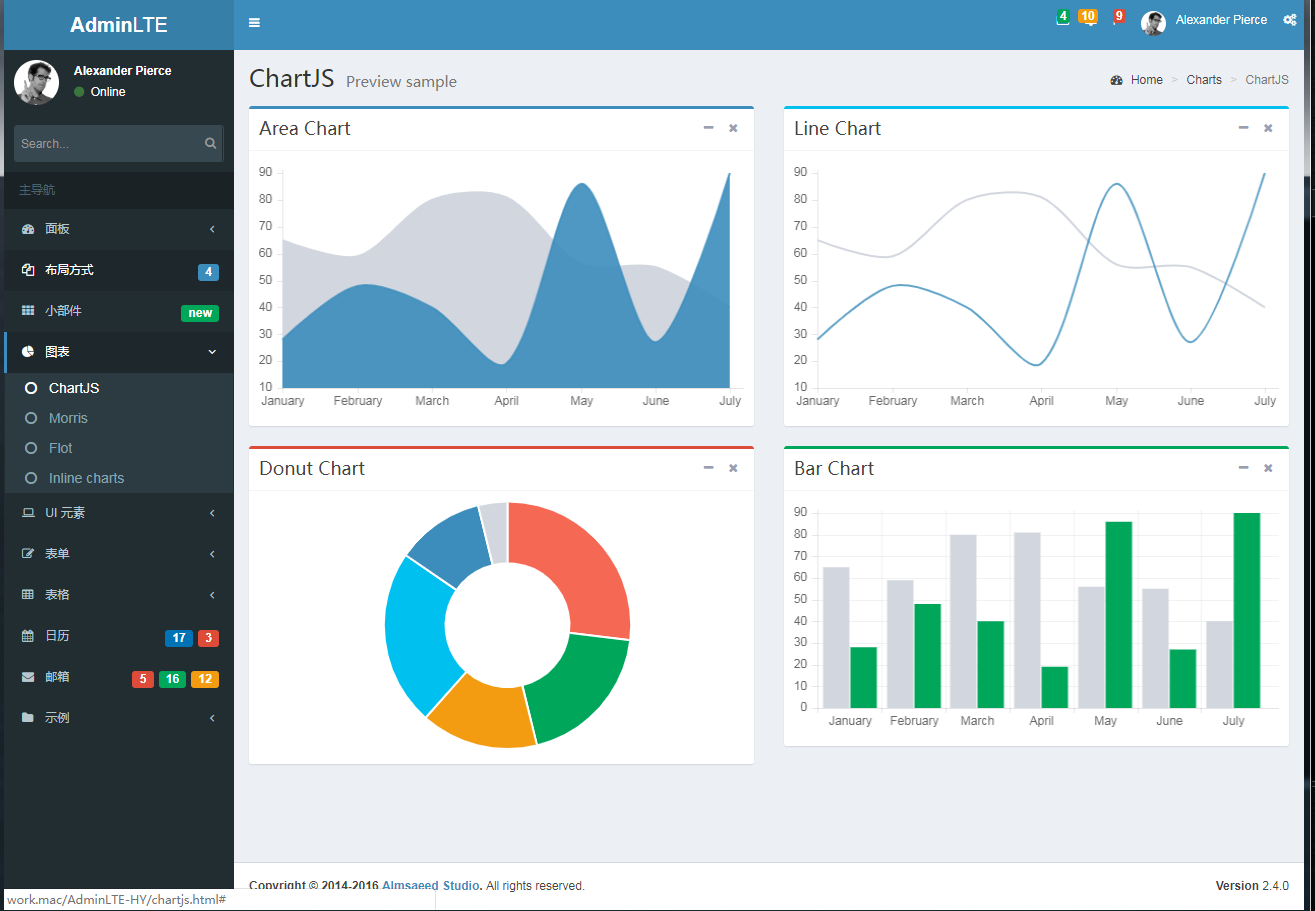 AdminLTE
4 10 9 Alexander Pierce
Alexander Pierce
Online
Search...
主导航
面板
布局方式 4
小部件 new
图表
ChartJS
Morris
Flot
Inline charts
UI 元素
表单
表格
日历 17 3
邮箱 5 16 12
示例
ChartJS Preview sample
Home > Charts > ChartJS
Area Chart
90
80
70
60
50
40
30
20
10
January February March April May June July
Line Chart
90
80
70
60
50
40
30
20
10
January February March April May June July
Donut Chart
Bar Chart
90
80
70
60
50
40
30
20
10
0
January February March April May June July
Copyright © 2014-2016 Almsaeed Studio. All rights reserved.
Version 2.4.0
work.mac/AdminLTE-HY/chartjs.html#